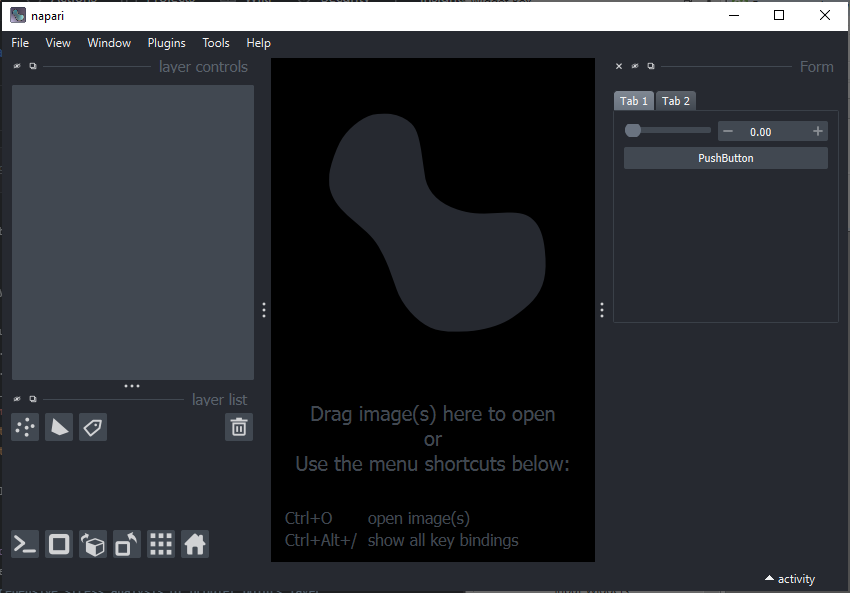 napari
File View Window Plugins Tools Help
layer controls
Form
Tab 1 Tab 2
0.00
PushButton
layer list
Drag image(s) here to open
or
Use the menu shortcuts below:
Ctrl+O open image(s)
Ctrl+Alt+/ show all key bindings
activity